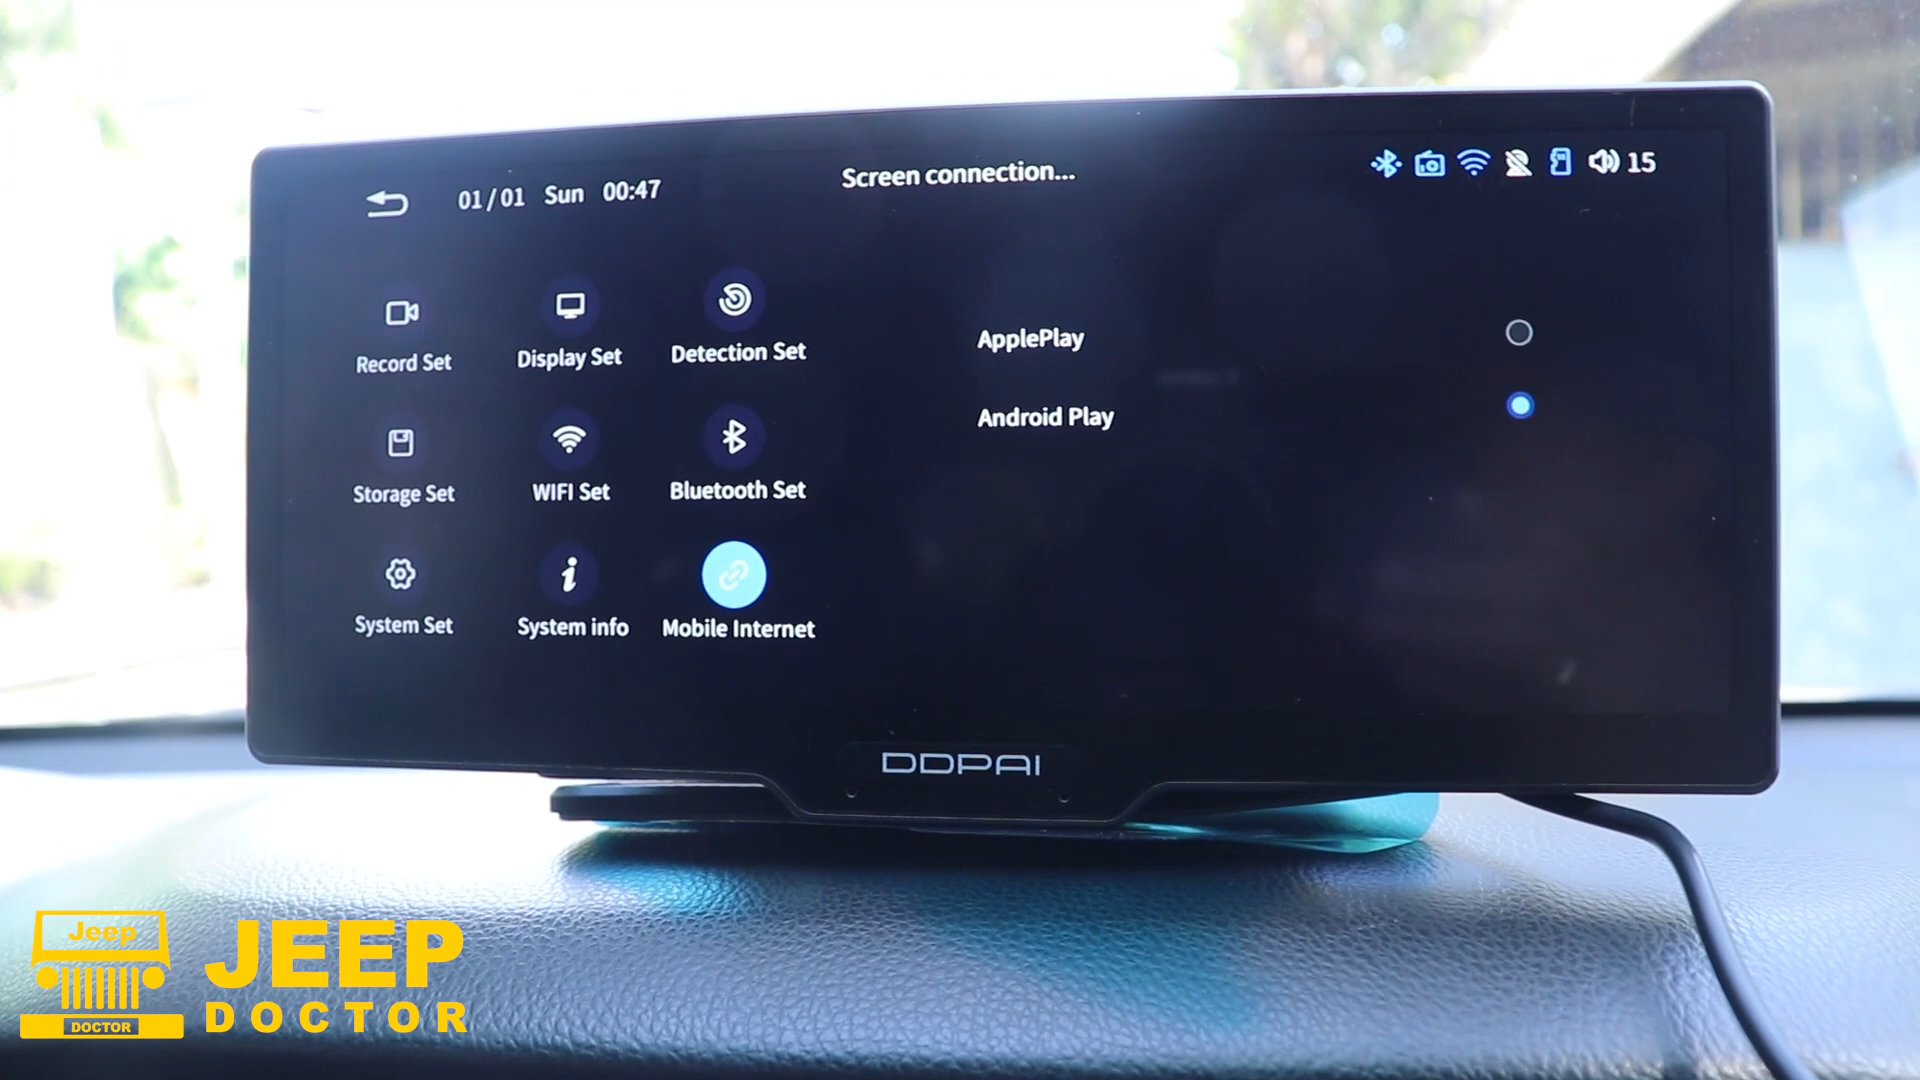 01/01 Sun 00:47
Screen connection...
15
Record Set
Display Set
Detection Set
ApplePlay
Android Play
Storage Set
WIFI Set
Bluetooth Set
System Set
System info
Mobile Internet
DDPAI
Jeep
DOCTOR
JEEP
DOCTOR